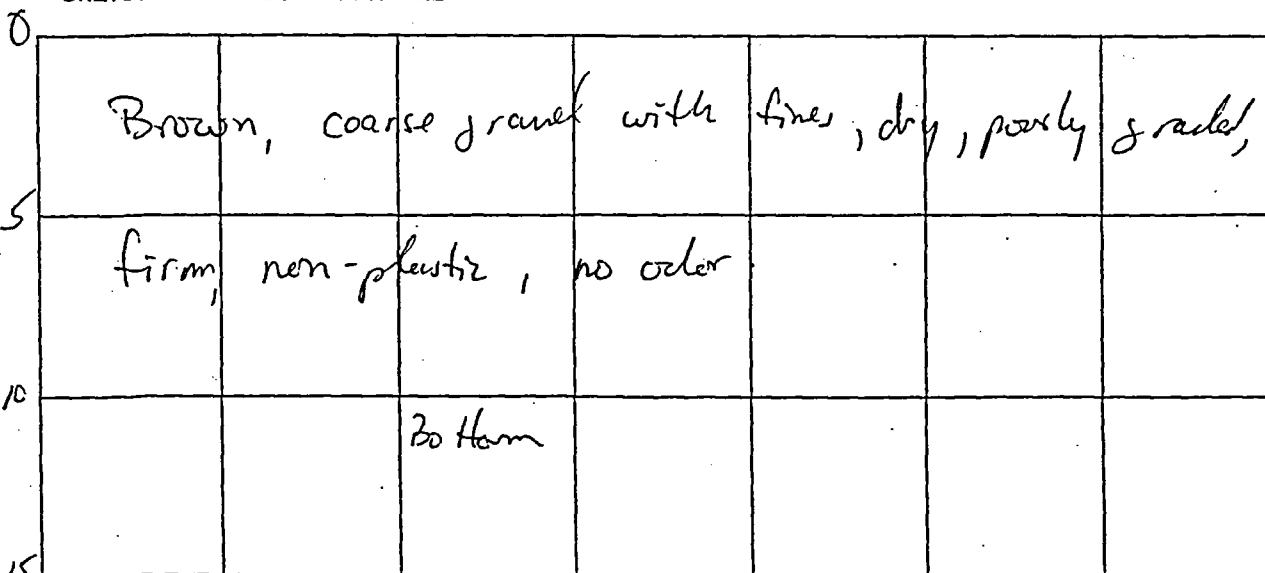 0
Brown, coarse gravel with fines, dry, poorly graded,
5
firm, non-plastic, no odor
10
Bottom
15